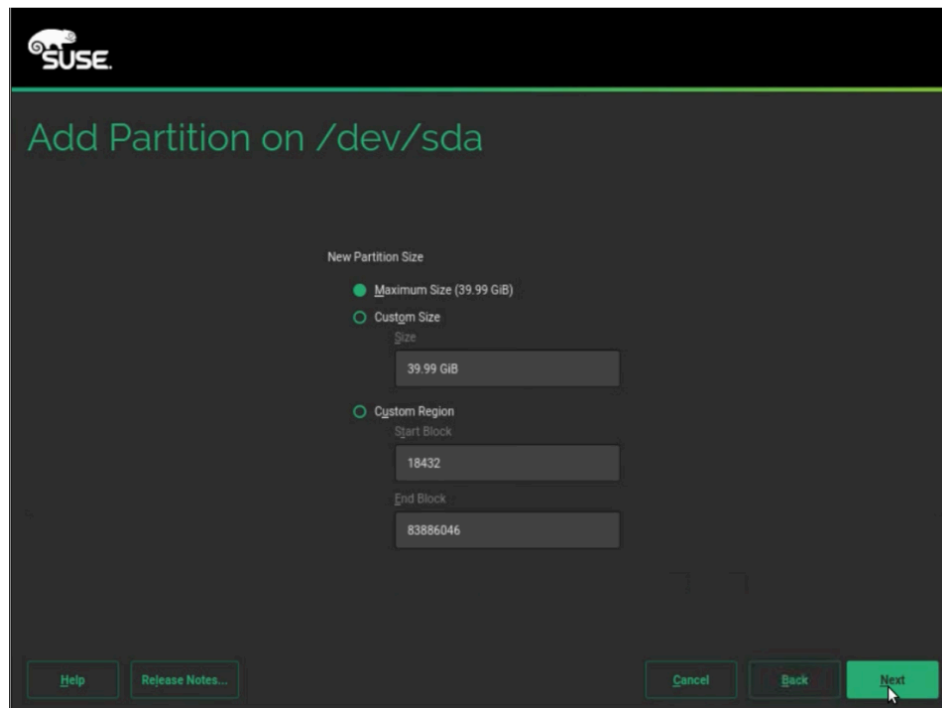 SUSE.
Add Partition on /dev/sda
New Partition Size
Maximum Size (39.99 GiB)
Custom Size
Size
39.99 GiB
Custom Region
Start Block
18432
End Block
83886046
Help Release Notes... Cancel Back Next